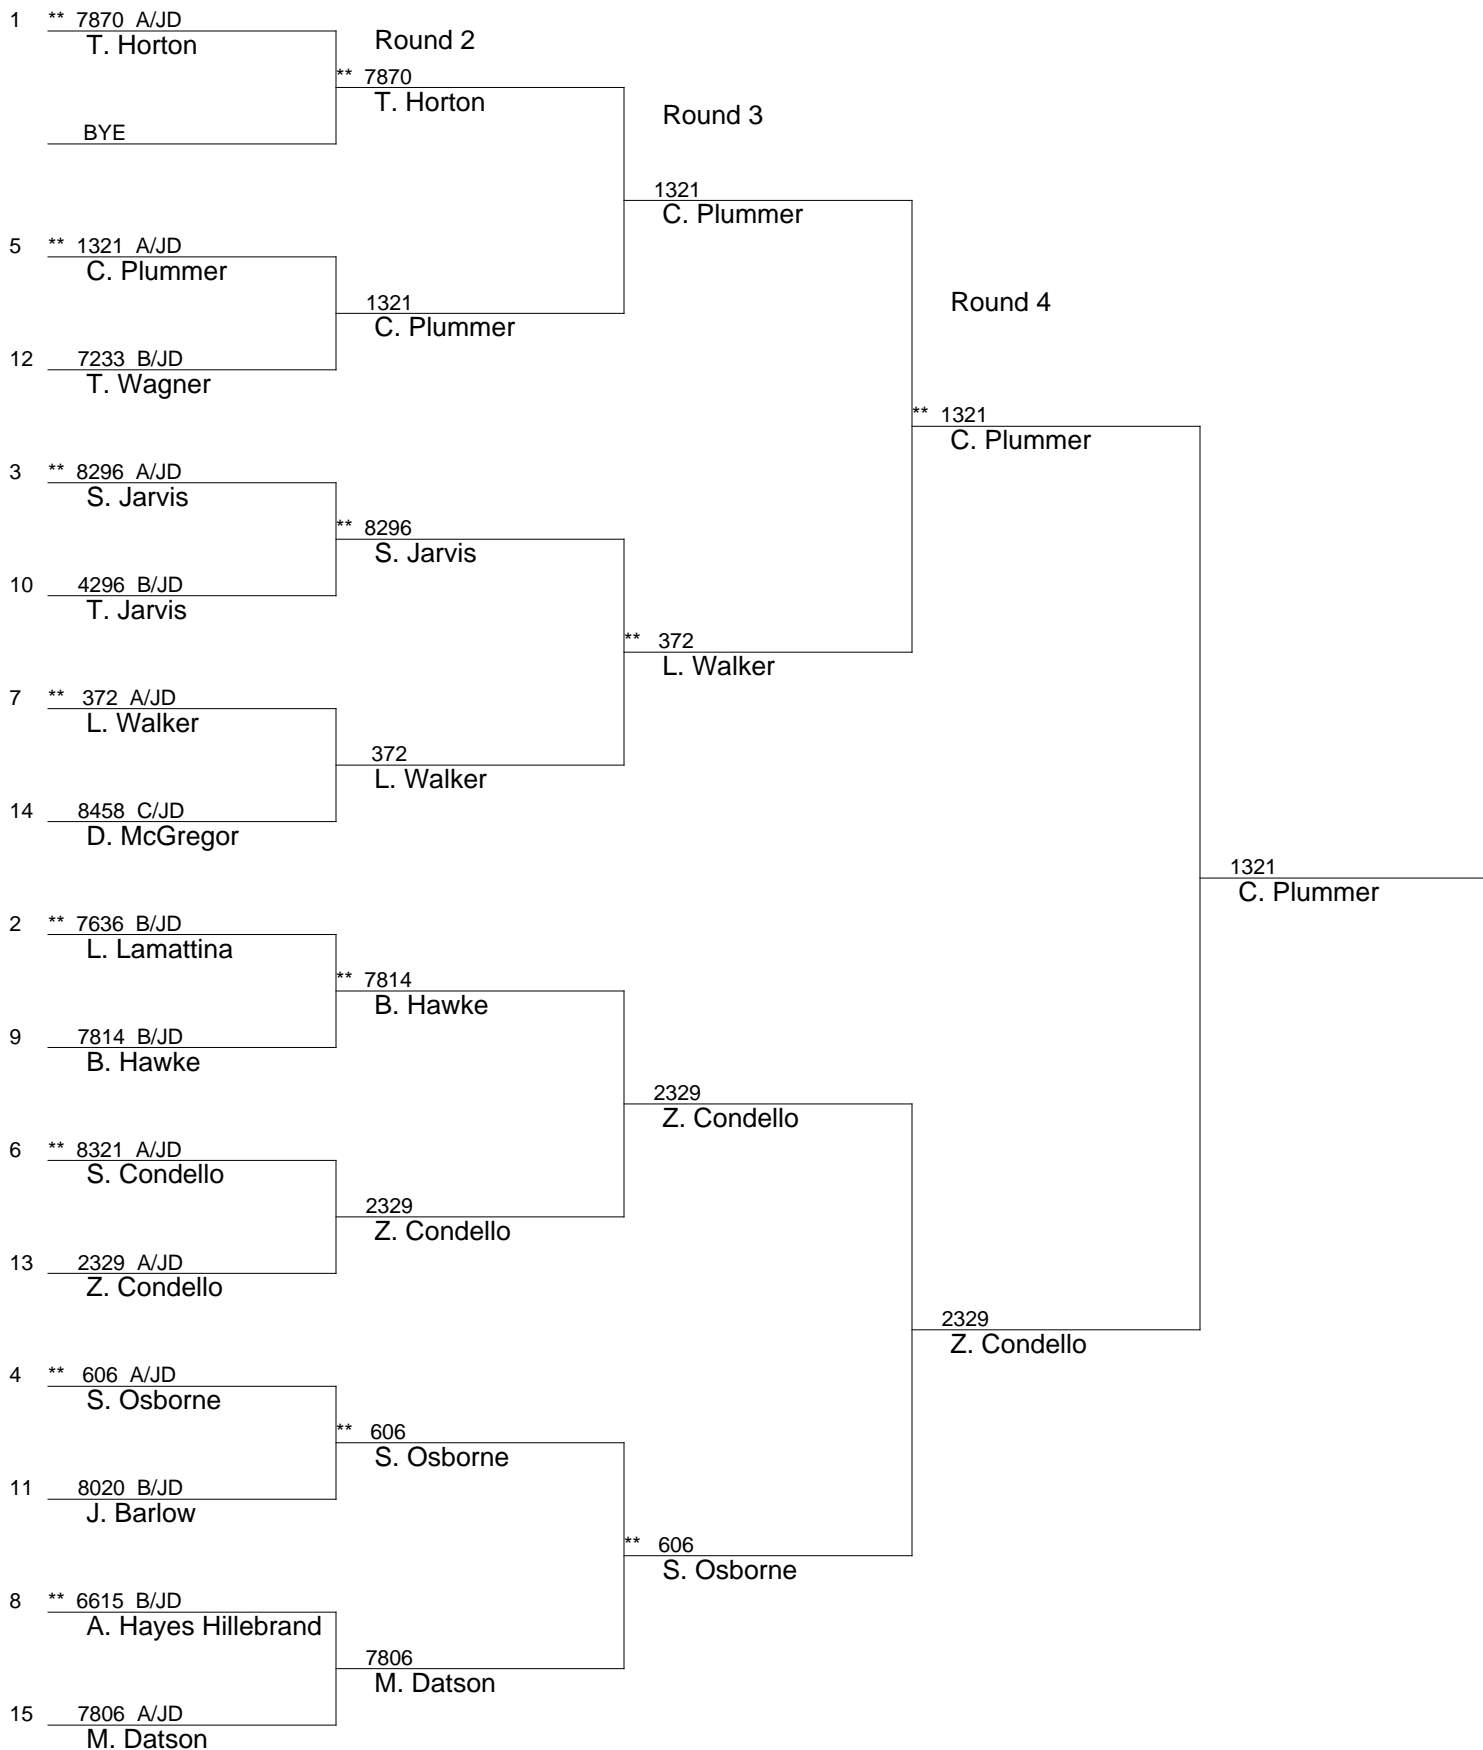 1 ** 7870 A/JD
T. Horton
BYE
5 ** 1321 A/JD
C. Plummer
12 7233 B/JD
T. Wagner
3 ** 8296 A/JD
S. Jarvis
10 4296 B/JD
T. Jarvis
7 ** 372 A/JD
L. Walker
14 8458 C/JD
D. McGregor
2 ** 7636 B/JD
L. Lamattina
9 7814 B/JD
B. Hawke
6 ** 8321 A/JD
S. Condello
13 2329 A/JD
Z. Condello
4 ** 606 A/JD
S. Osborne
11 8020 B/JD
J. Barlow
8 ** 6615 B/JD
A. Hayes Hillebrand
15 7806 A/JD
M. Datson
Round 2
** 7870
T. Horton
1321
C. Plummer
** 8296
S. Jarvis
372
L. Walker
** 7814
B. Hawke
2329
Z. Condello
** 606
S. Osborne
7806
M. Datson
Round 3
1321
C. Plummer
** 372
L. Walker
2329
Z. Condello
** 606
S. Osborne
Round 4
** 1321
C. Plummer
2329
Z. Condello
1321
C. Plummer